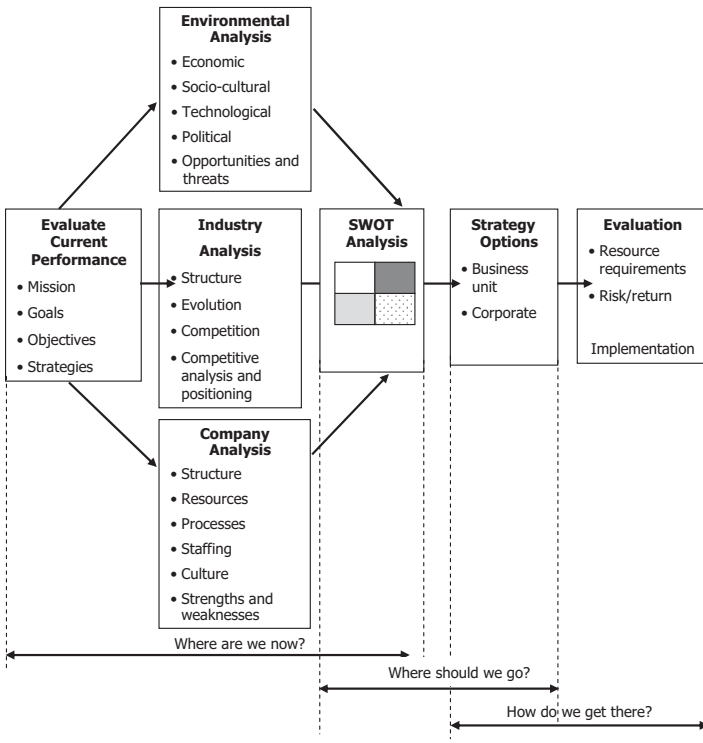 Environmental
Analysis
• Economic
• Socio-cultural
• Technological
• Political
• Opportunities and
threats
Evaluate
Current
Performance
• Mission
• Goals
• Objectives
• Strategies
Industry
Analysis
• Structure
• Evolution
• Competition
• Competitive
analysis and
positioning
SWOT
Analysis
Strategy
Options
• Business
unit
• Corporate
Evaluation
• Resource
requirements
• Risk/return
Implementation
Company
Analysis
• Structure
• Resources
• Processes
• Staffing
• Culture
• Strengths and
weaknesses
Where are we now?
Where should we go?
How do we get there?